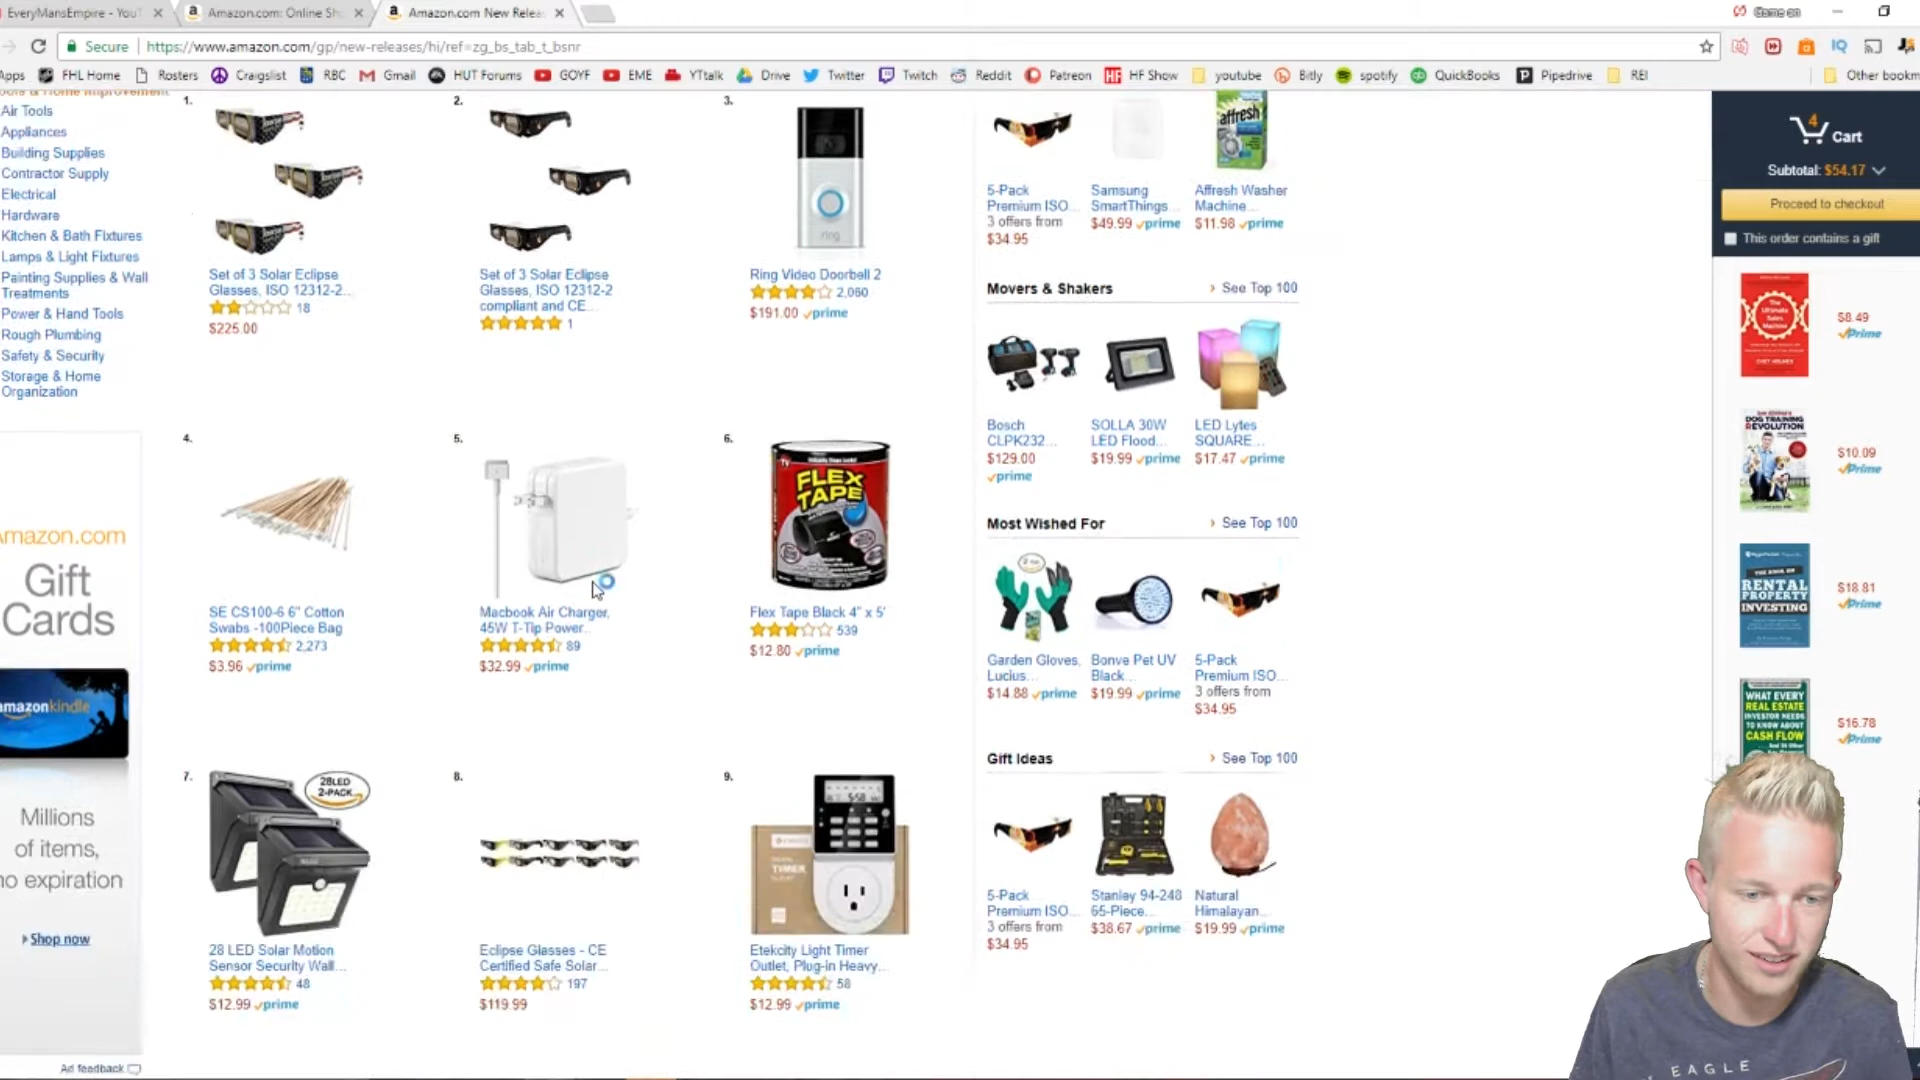 EveryMansEmpire - YouT
Amazon.com: Online Sh
Amazon.com New Relea
Game on
Secure
https://www.amazon.com/gp/new-releases/hi/ref=zg_bs_tab_t_bsnr
Apps FHL Home Rosters Craigslist RBC Gmail HUT Forums GOYF EME YTtalk Drive Twitter Twitch Reddit Patreon HF Show youtube Bitly spotify QuickBooks Pipedrive REI Other bookm
Air Tools
Appliances
Building Supplies
Contractor Supply
Electrical
Hardware
Kitchen & Bath Fixtures
Lamps & Light Fixtures
Painting Supplies & Wall
Treatments
Power & Hand Tools
Rough Plumbing
Safety & Security
Storage & Home
Organization
amazon.com
Gift
Cards
amazonkindle
Millions
of items,
no expiration
Shop now
Ad feedback
1.
Set of 3 Solar Eclipse
Glasses, ISO 12312-2...
18
$225.00
2.
Set of 3 Solar Eclipse
Glasses, ISO 12312-2
compliant and CE...
1
3.
ring
Ring Video Doorbell 2
2,060
$191.00 prime
4.
SE CS100-6 6" Cotton
Swabs -100Piece Bag
2,273
$3.96 prime
5.
Macbook Air Charger,
45W T-Tip Power...
89
$32.99 prime
6.
FLEX
TAPE
Flex Tape Black 4" x 5'
539
$12.80 prime
7.
28LED
2-PACK
28 LED Solar Motion
Sensor Security Wall...
48
$12.99 prime
8.
Eclipse Glasses - CE
Certified Safe Solar...
197
$119.99
9.
5:58
TIMER
Etekcity Light Timer
Outlet, Plug-in Heavy...
58
$12.99 prime
5-Pack
Premium ISO...
3 offers from
$34.95
Samsung
SmartThings...
$49.99 prime
affresh
Affresh Washer
Machine...
$11.98 prime
Movers & Shakers
See Top 100
Bosch
CLPK232...
$129.00
prime
SOLLA 30W
LED Flood...
$19.99 prime
LED Lytes
SQUARE...
$17.47 prime
Most Wished For
See Top 100
Garden Gloves,
Lucius...
$14.88 prime
Bonve Pet UV
Black...
$19.99 prime
5-Pack
Premium ISO...
3 offers from
$34.95
Gift Ideas
See Top 100
5-Pack
Premium ISO...
3 offers from
$34.95
Stanley 94-248
65-Piece...
$38.67 prime
Natural
Himalayan...
$19.99 prime
4
Cart
Subtotal: $54.17
Proceed to checkout
This order contains a gift
The
Ultimate
Sales
Machine
$8.49
Prime
DOG TRAINING
REVOLUTION
$10.09
Prime
THE BOOK ON
RENTAL
PROPERTY
INVESTING
$18.81
Prime
WHAT EVERY
REAL ESTATE
INVESTOR NEEDS
TO KNOW ABOUT
CASH FLOW
$16.78
Prime
EAGLE